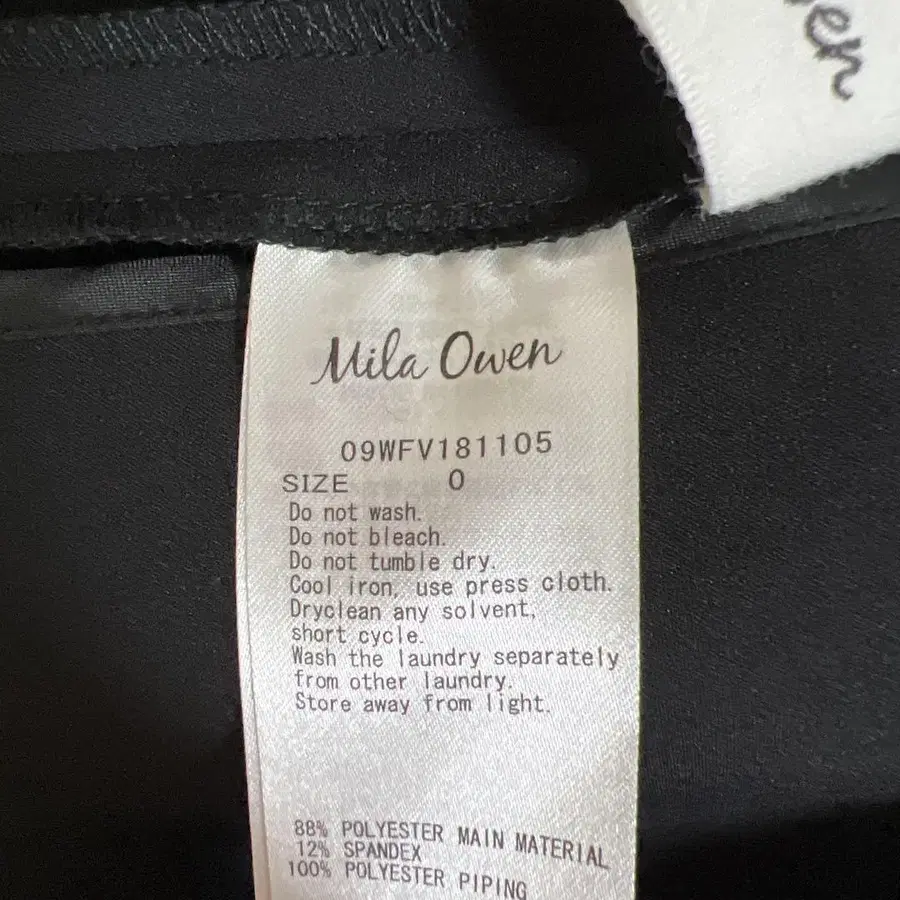 Mila Owen
09WFV181105
SIZE 0
Do not wash.
Do not bleach.
Do not tumble dry.
Cool iron, use press cloth.
Dryclean any solvent,
short cycle.
Wash the laundry separately
from other laundry.
Store away from light.
88% POLYESTER MAIN MATERIAL
12% SPANDEX
100% POLYESTER PIPING